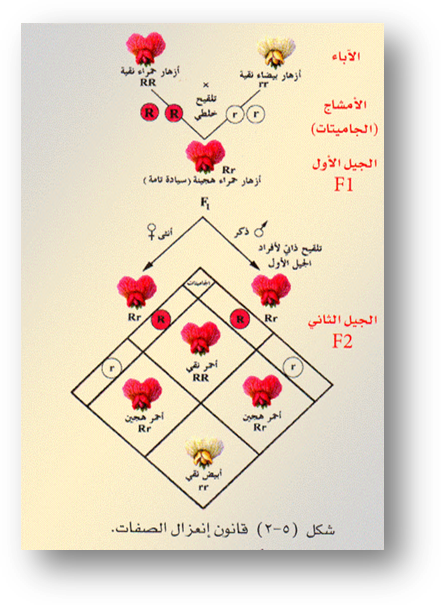 الآباء
أزهار حمراء نقية
RR
×
أزهار بيضاء نقية
rr
تلقيح
خلطي
R R
r r
الأمشاج
(الجاميتات)
الجيل الأول
F1
Rr
أزهار حمراء هجينة (سيادة تامة)
F1
أنثى ♀
ذكر ♂
تلقيح ذاتي لأفراد
الجيل الأول
الجيل الثاني
F2
Rr
Rr
الجاميتات
R
R
r
r
أحمر نقي
RR
أحمر هجين
Rr
أحمر هجين
Rr
أبيض نقي
rr
شكل (٥-٢) قانون إنعزال الصفات.